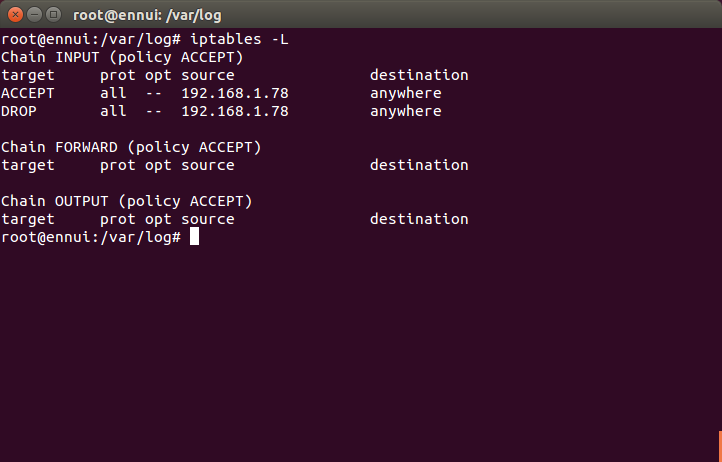 root@ennui: /var/log
root@ennui:/var/log# iptables -L
Chain INPUT (policy ACCEPT)
target     prot opt source               destination
ACCEPT     all  --  192.168.1.78         anywhere
DROP       all  --  192.168.1.78         anywhere

Chain FORWARD (policy ACCEPT)
target     prot opt source               destination

Chain OUTPUT (policy ACCEPT)
target     prot opt source               destination
root@ennui:/var/log#